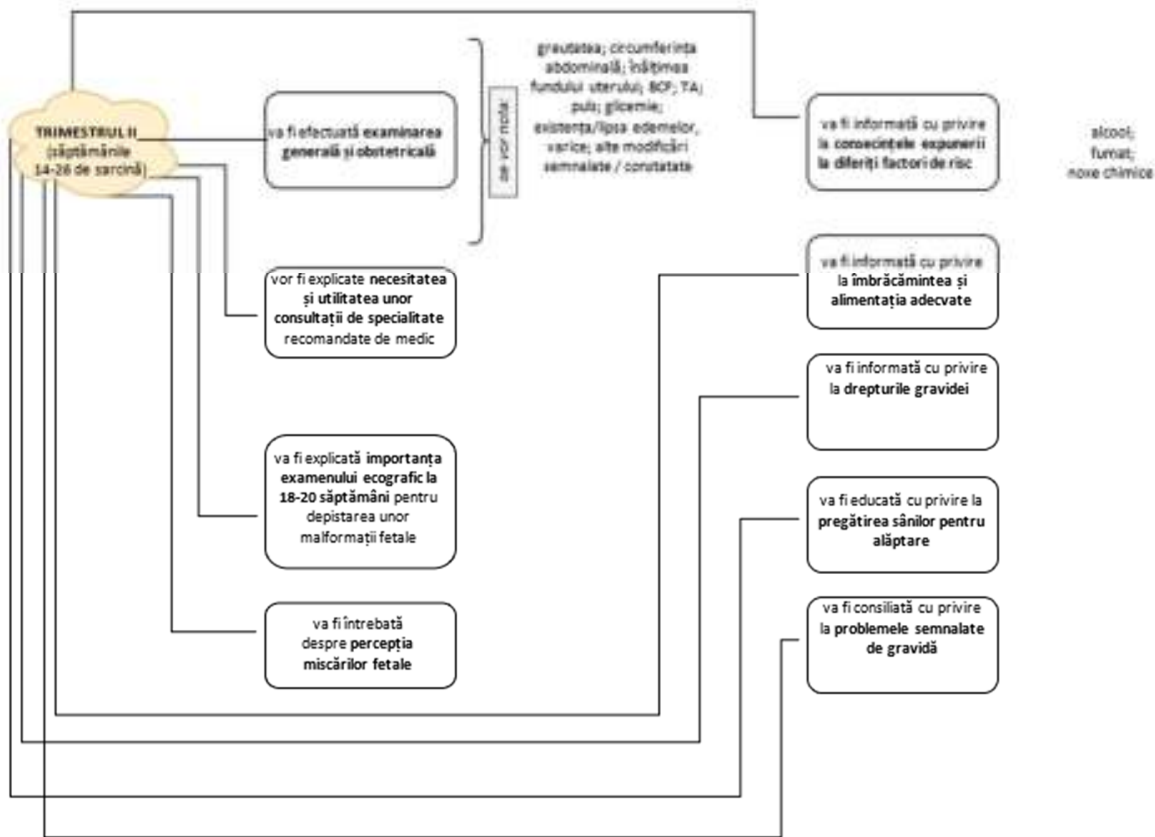 TRIMESTRUL II
(săptămânile
14-26 de sarcină)
va fi efectuată examinarea
generală și obstetricală
se vor nota:
greutatea; circumferința
abdominală; înălțimea
fundului uterului; BCF; TA;
puls; glicemie;
existența/lipsa edemelor,
varice; alte modificări
semnalate / constatate
vor fi explicate necesitatea
și utilitatea unor
consultații de specialitate
recomandate de medic
va fi explicată importanța
examenului ecografic la
18-20 săptămâni pentru
depistarea unor
malformații fetale
va fi întrebată
despre percepția
miscărilor fetale
va fi informată cu privire
la consecințele expunerii
la diferiți factori de risc
alcool;
fumat;
noxe chimice
va fi informată cu privire
la îmbrăcămintea și
alimentația adecvate
va fi informată cu privire
la drepturile gravidei
va fi educată cu privire la
pregătirea sânilor pentru
alăptare
va fi consiliată cu privire
la problemele semnalate
de gravidă